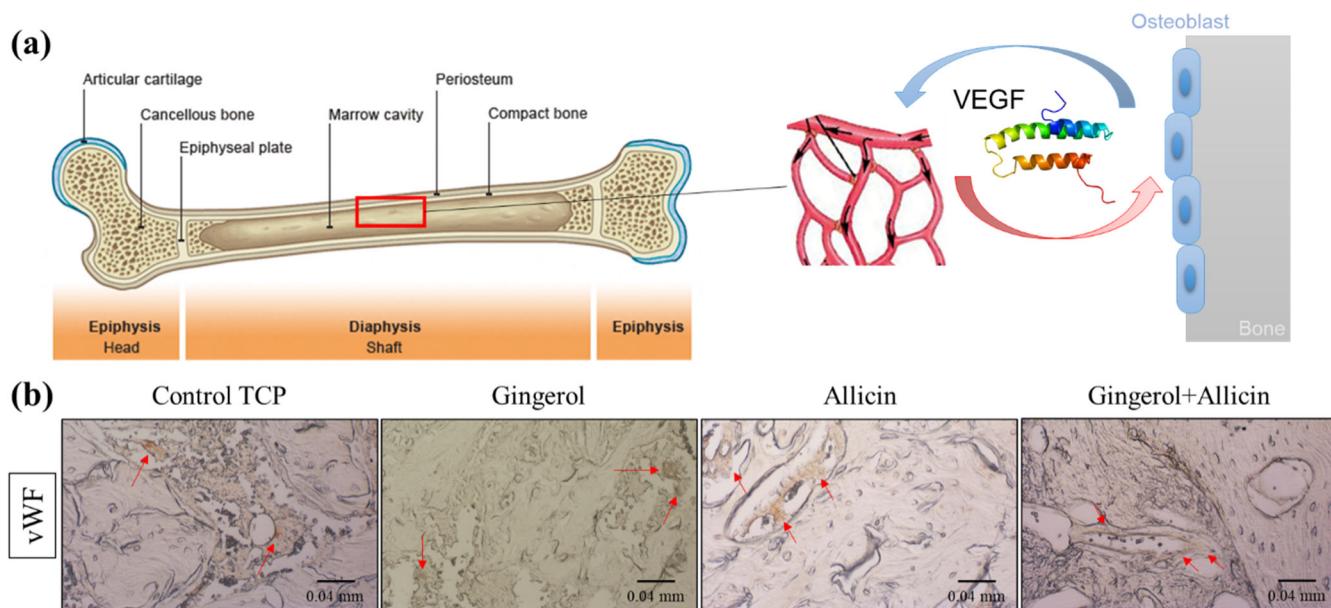 (a)
Articular cartilage
Cancellous bone
Epiphyseal plate
Marrow cavity
Periosteum
Compact bone
Epiphysis
Head
Diaphysis
Shaft
Epiphysis
VEGF
Osteoblast
Bone
(b)
Control TCP
Gingerol
Allicin
Gingerol+Allicin
vWF
0.04 mm
0.04 mm
0.04 mm
0.04 mm